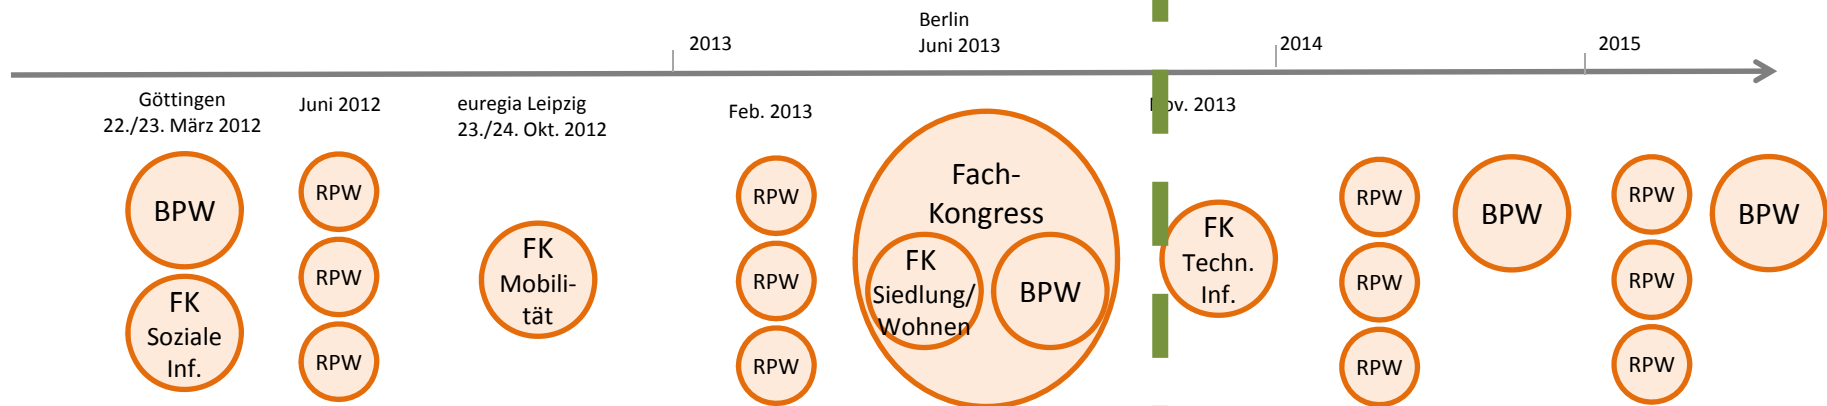 Berlin
Juni 2013
2013
2014
2015
Göttingen
22./23. März 2012
Juni 2012
euregia Leipzig
23./24. Okt. 2012
Feb. 2013
Nov. 2013
BPW
FK
Soziale
Inf.
RPW
RPW
RPW
FK
Mobili-
tät
RPW
RPW
RPW
Fach-
Kongress
FK
Siedlung/
Wohnen
BPW
FK
Techn.
Inf.
RPW
RPW
RPW
BPW
RPW
RPW
RPW
BPW